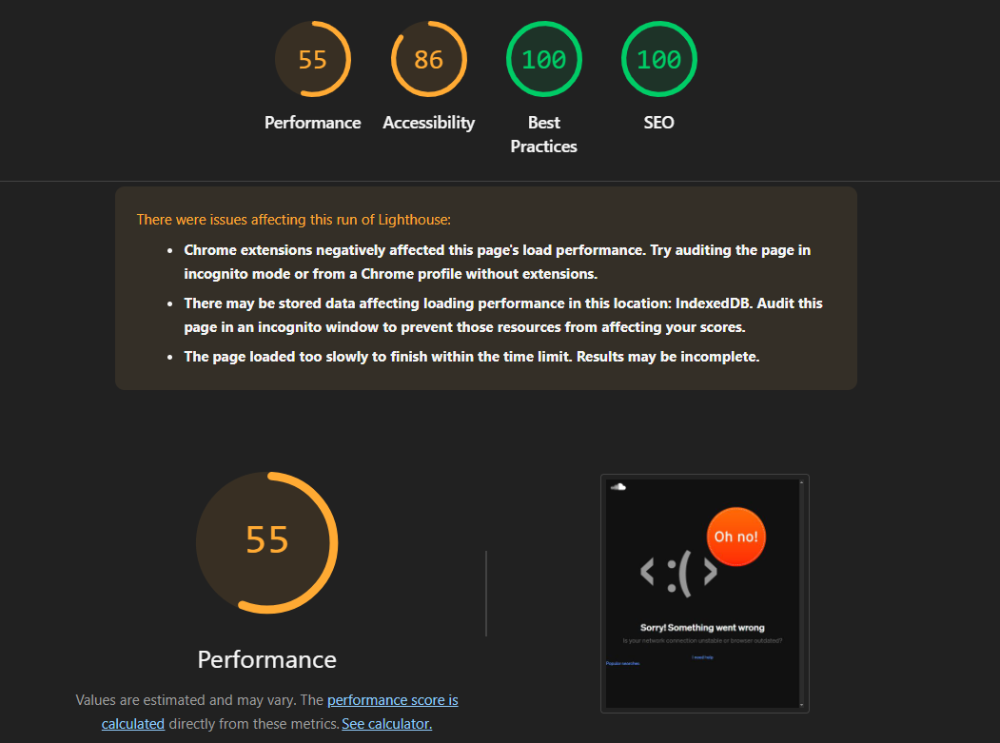 55 86 100 100
Performance Accessibility Best Practices SEO
There were issues affecting this run of Lighthouse:
• Chrome extensions negatively affected this page's load performance. Try auditing the page in
incognito mode or from a Chrome profile without extensions.
• There may be stored data affecting loading performance in this location: IndexedDB. Audit this
page in an incognito window to prevent those resources from affecting your scores.
• The page loaded too slowly to finish within the time limit. Results may be incomplete.
55
Performance
Values are estimated and may vary. The performance score is
calculated directly from these metrics. See calculator.
Oh no!
<:(>
Sorry! Something went wrong
Is your network connection unstable or browser outdated?
I need help
Popular searches